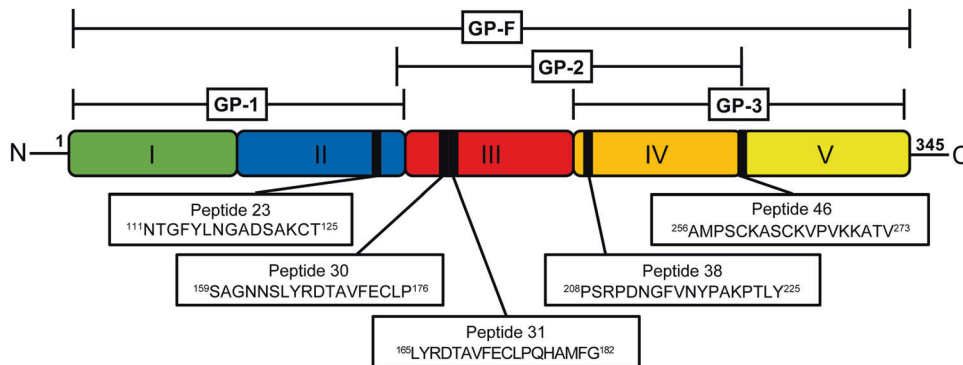 GP-F
GP-2
GP-1
GP-3
N
1
I
II
III
IV
V
345
C
Peptide 23
¹¹¹NTGFYLNGADSAKCT¹²⁵
Peptide 46
²⁵⁶AMPSCKASCKVPVKKATV²⁷³
Peptide 30
¹⁵⁹SAGNNSLYRDTAVFECLP¹⁷⁶
Peptide 38
²⁰⁸PSRPDNGFVNYPAKPTLY²²⁵
Peptide 31
¹⁶⁵LYRDTAVFECLPQHAMFG¹⁸²